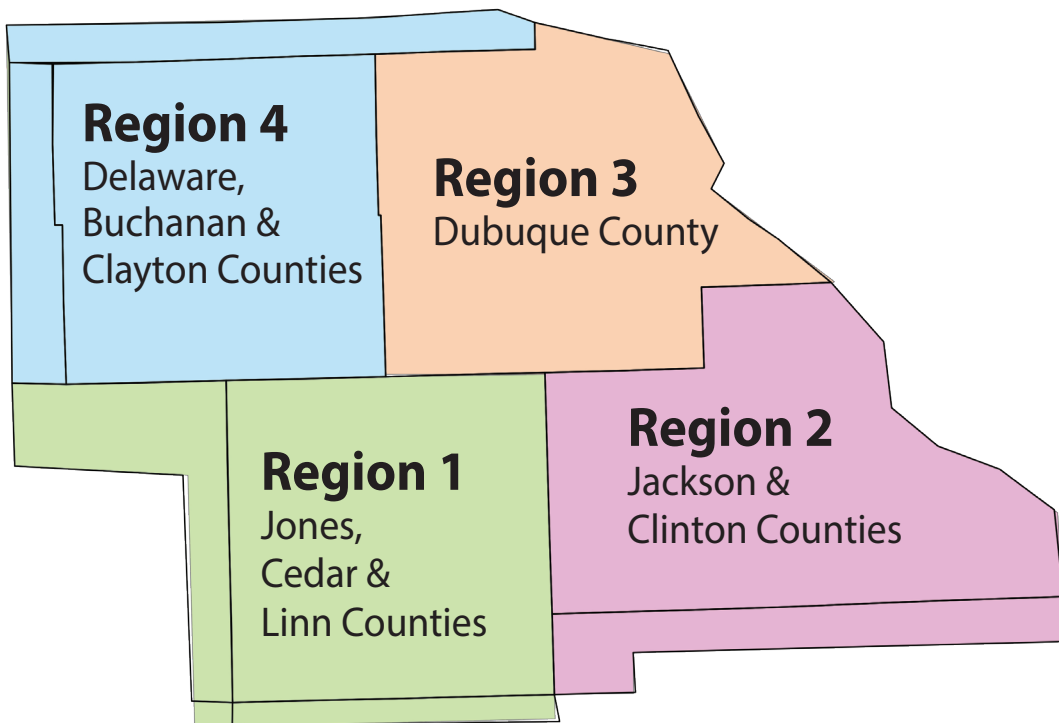 Region 4
Delaware,
Buchanan &
Clayton Counties
Region 3
Dubuque County
Region 1
Jones,
Cedar &
Linn Counties
Region 2
Jackson &
Clinton Counties